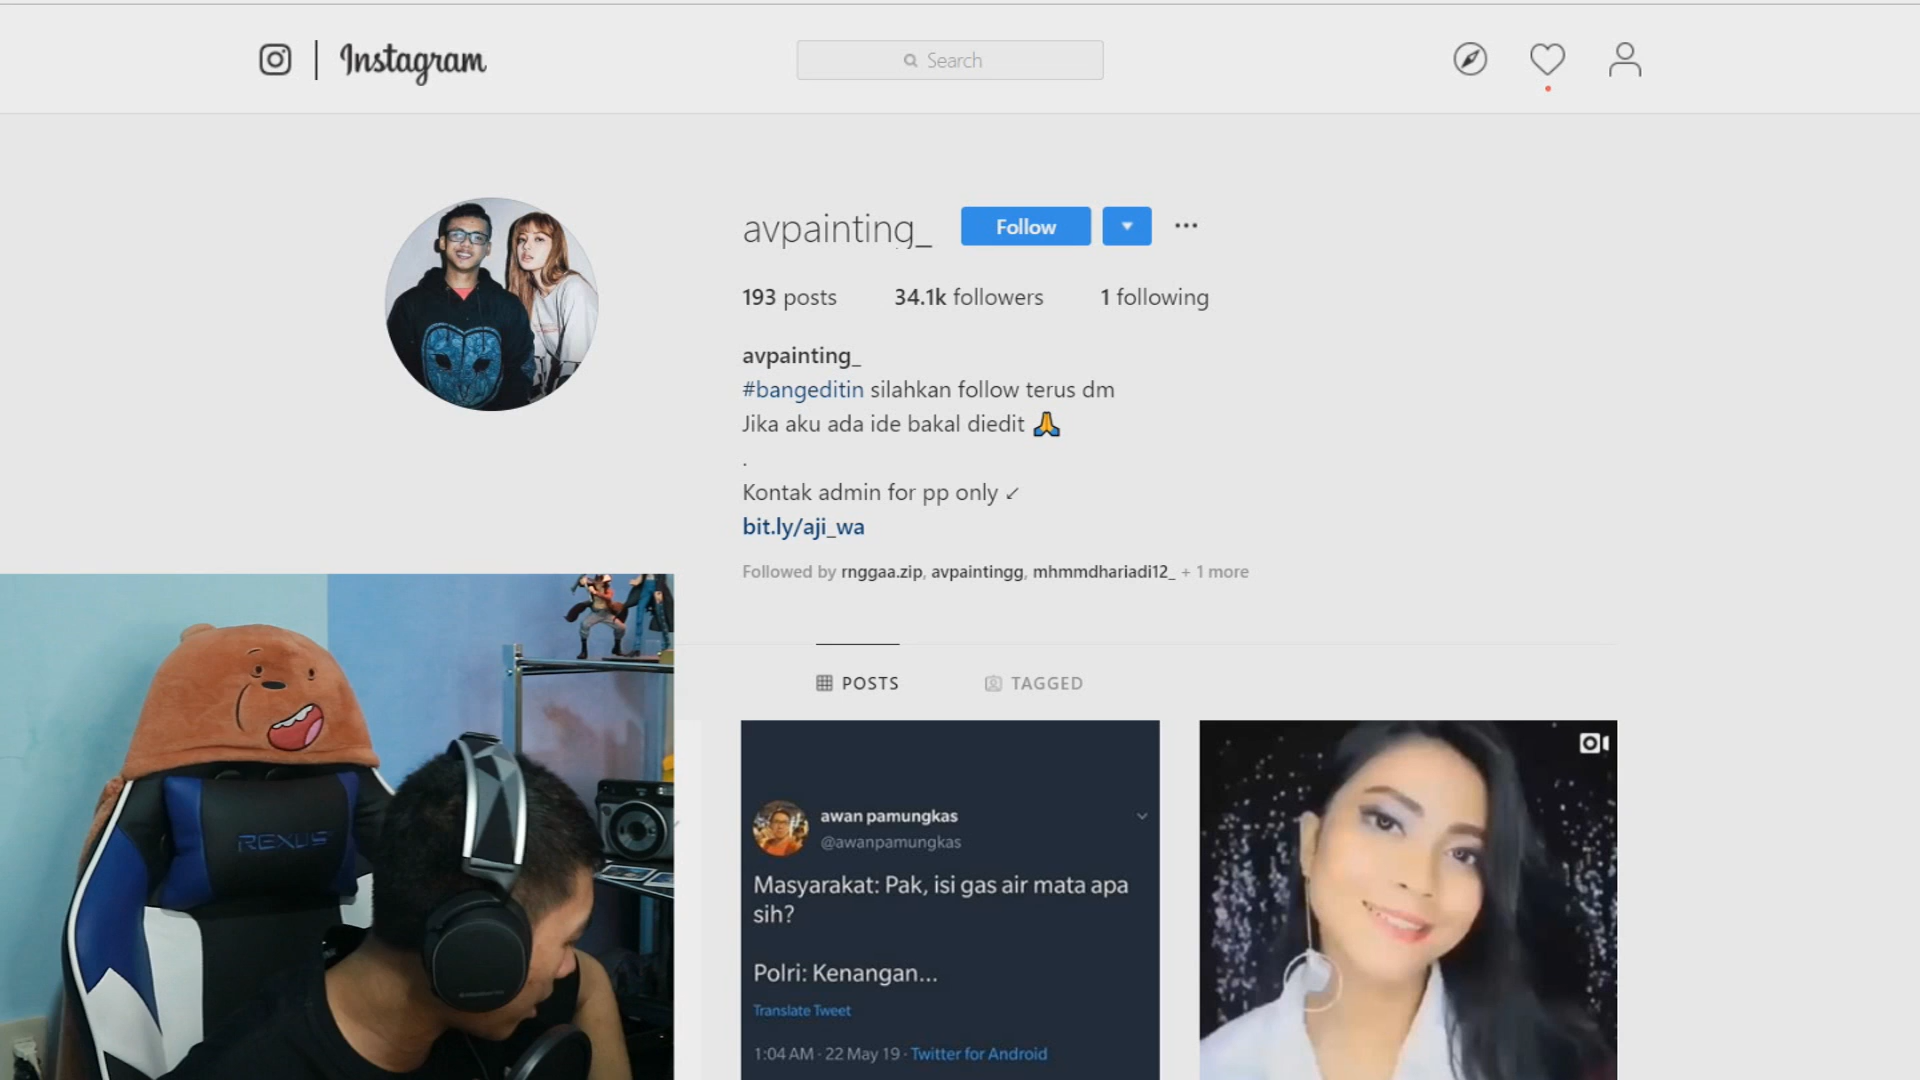 Instagram
Search
avpainting_
Follow
193 posts 34.1k followers 1 following
avpainting_
#bangeditin silahkan follow terus dm
Jika aku ada ide bakal diedit 🙏
.
Kontak admin for pp only ↙
bit.ly/aji_wa
Followed by rnggaa.zip, avpaintingg, mhmmdhariadi12_ + 1 more
POSTS TAGGED
awan pamungkas
@awanpamungkas
Masyarakat: Pak, isi gas air mata apa
sih?
Polri: Kenangan...
Translate Tweet
1:04 AM · 22 May 19 · Twitter for Android
REXUS